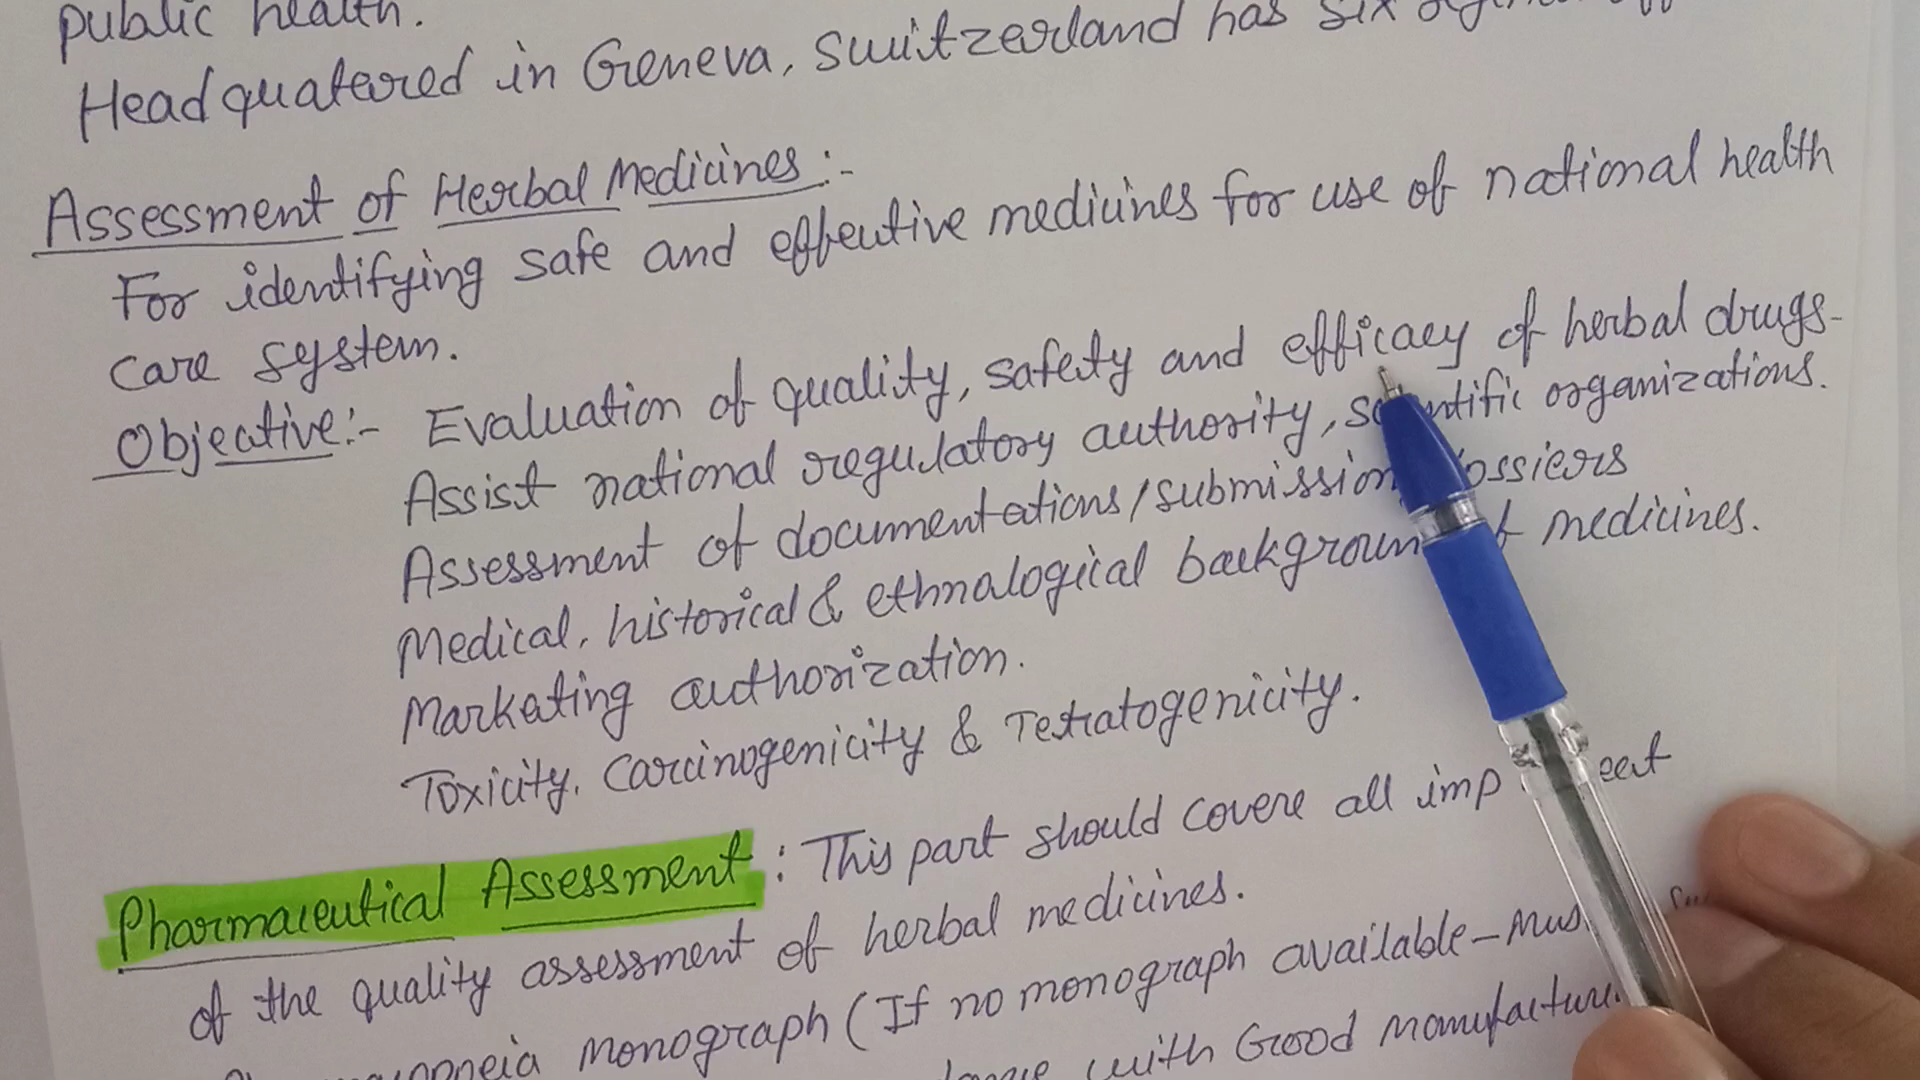 public health.
Headquatered in Geneva, Switzerland has six
Assessment of Herbal Medicines :-
For identifying safe and effective medicines for use of national health
care system.
Objective :- Evaluation of quality, safety and efficacy of herbal drugs-
Assist national regulatory authority, scientific organizations.
Assessment of documentations/submission dossiers
Medical, historical & ethnalogical background of medicines.
Marketing authorization.
Toxicity, Carcinogenicity & Tetratogenicity.
Pharmaceutical Assessment : This part should covere all imp
of the quality assessment of herbal medicines.
monograph (If no monograph available-
with Good